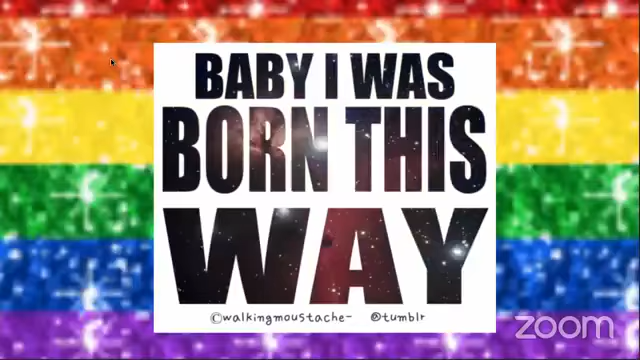 BABY I WAS
BORN THIS
WAY
©walkingmoustache- @tumblr
zoom